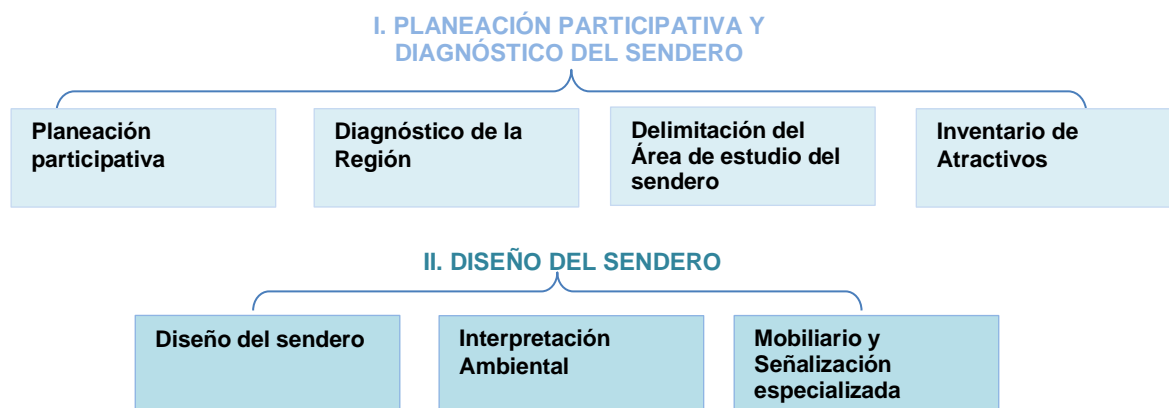 I. PLANEACIÓN PARTICIPATIVA Y
DIAGNÓSTICO DEL SENDERO
Planeación
participativa
Diagnóstico de la
Región
Delimitación del
Área de estudio del
sendero
Inventario de
Atractivos
II. DISEÑO DEL SENDERO
Diseño del sendero
Interpretación
Ambiental
Mobiliario y
Señalización
especializada